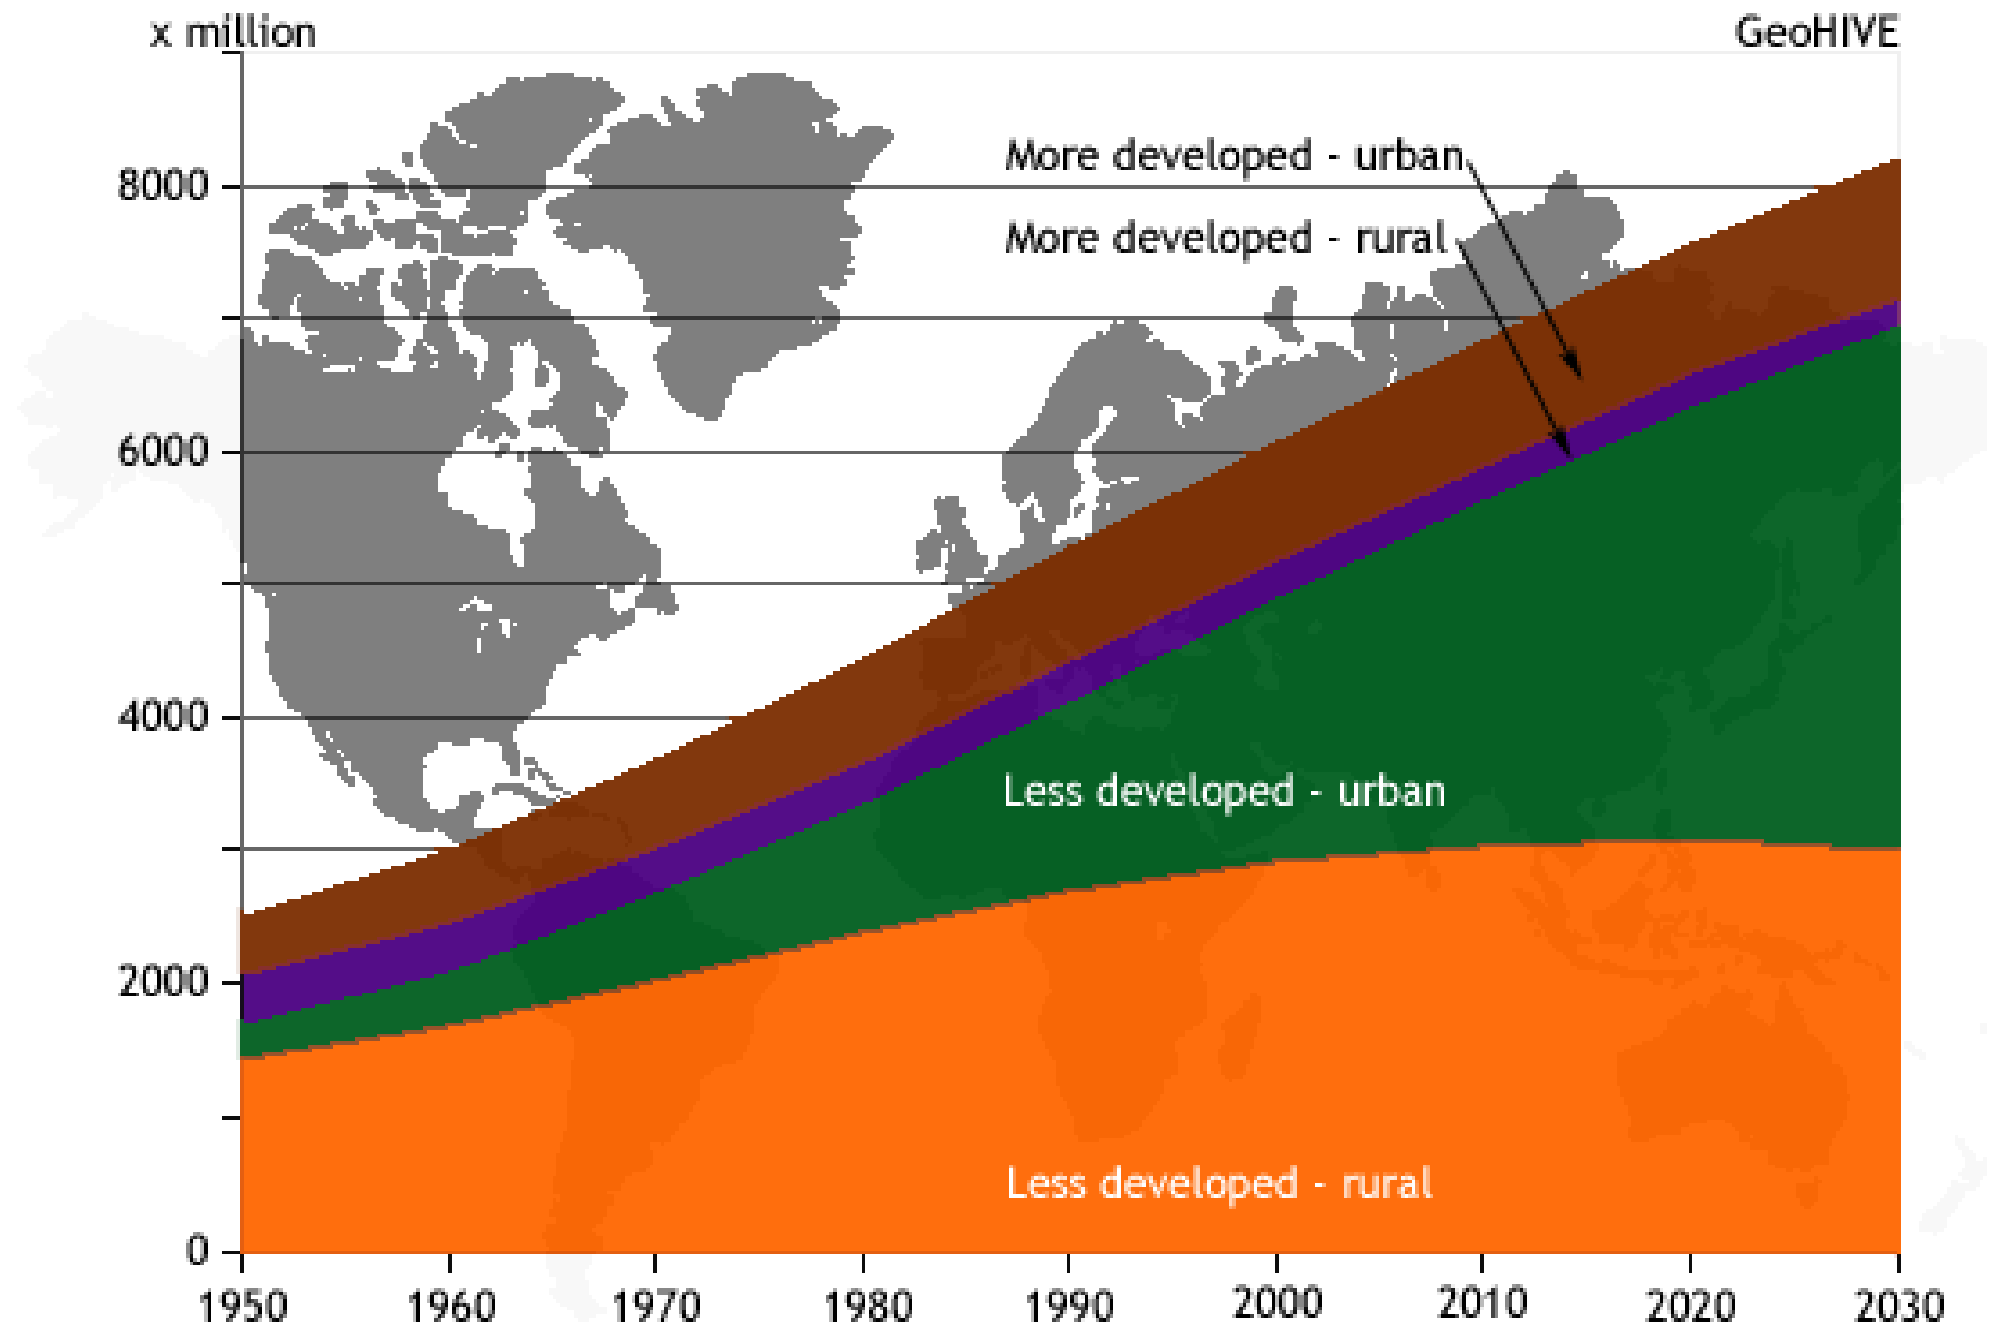 x million
GeoHIVE
More developed - urban
8000
More developed - rural
6000
4000
Less developed - urban
2000
Less developed - rural
0
1950 1960 1970 1980 1990 2000 2010 2020 2030